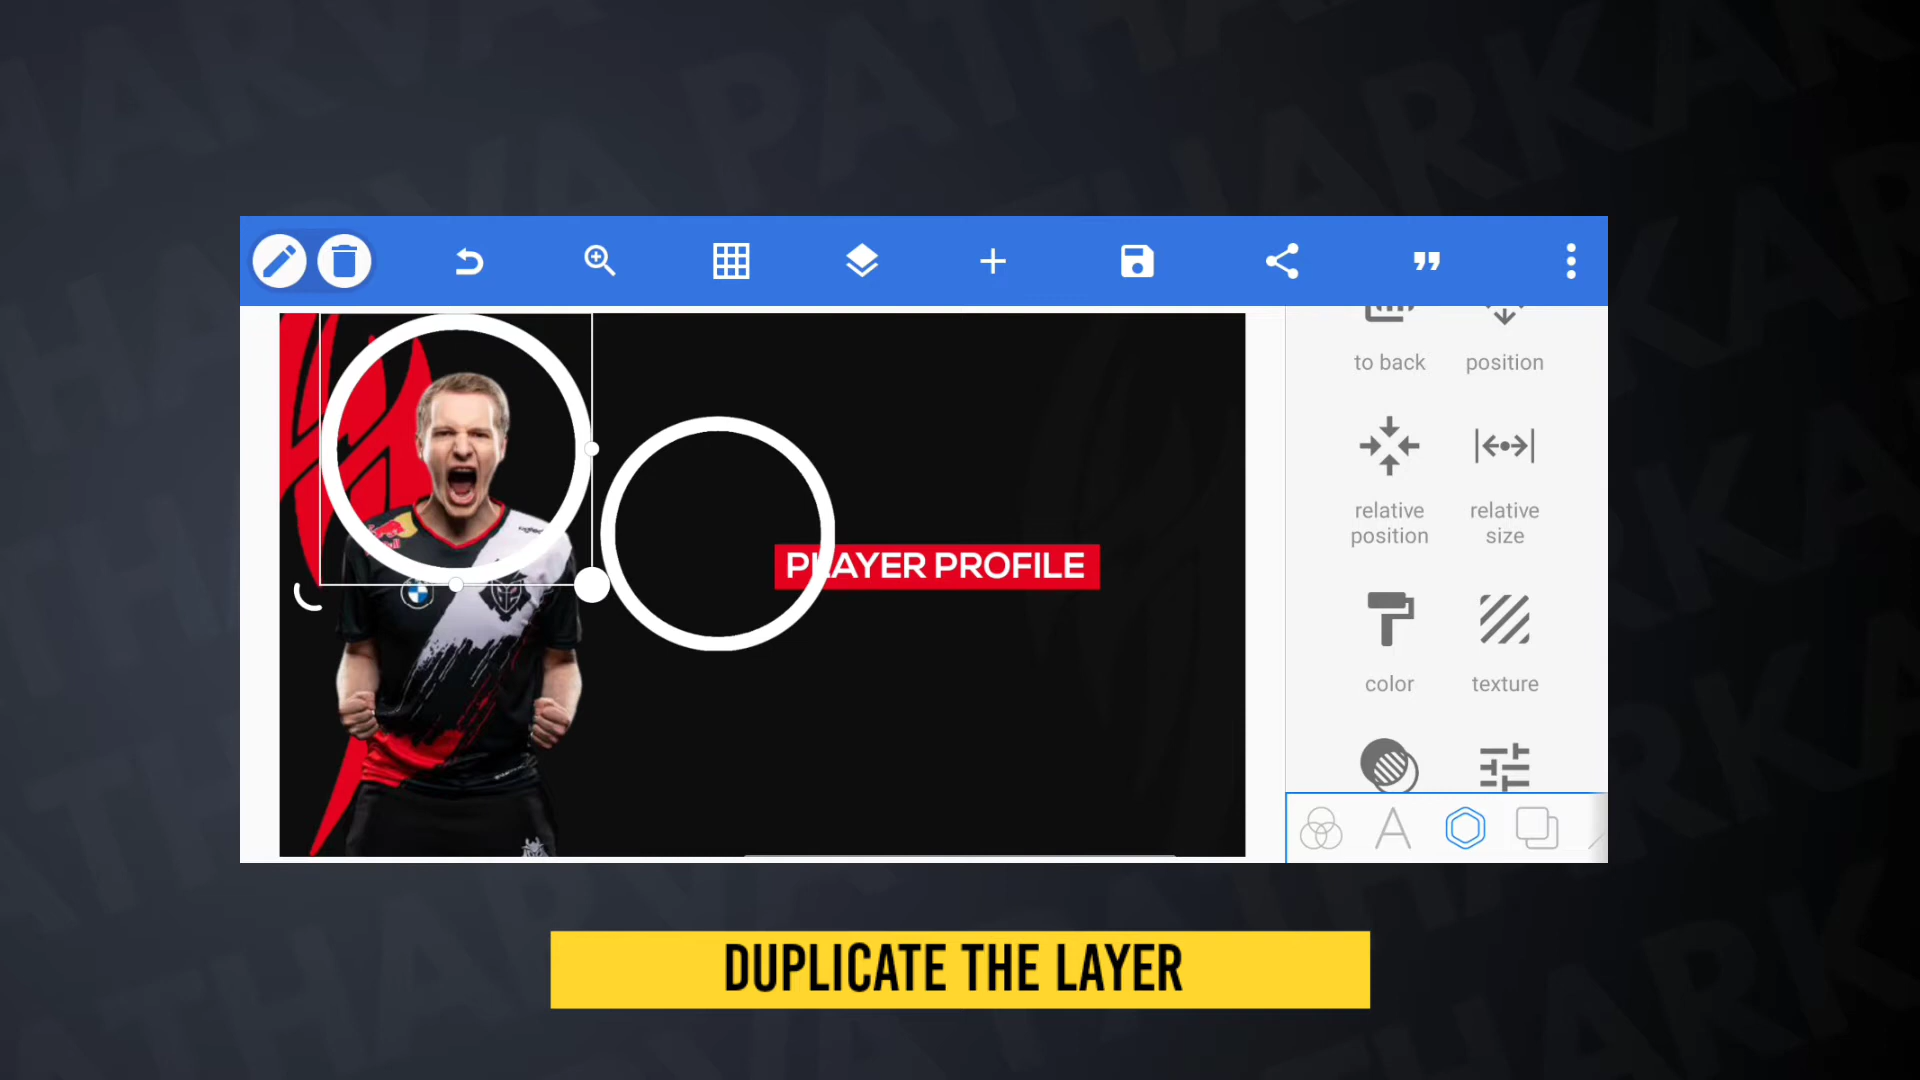 to back
position
relative
position
relative
size
PLAYER PROFILE
color
texture
DUPLICATE THE LAYER